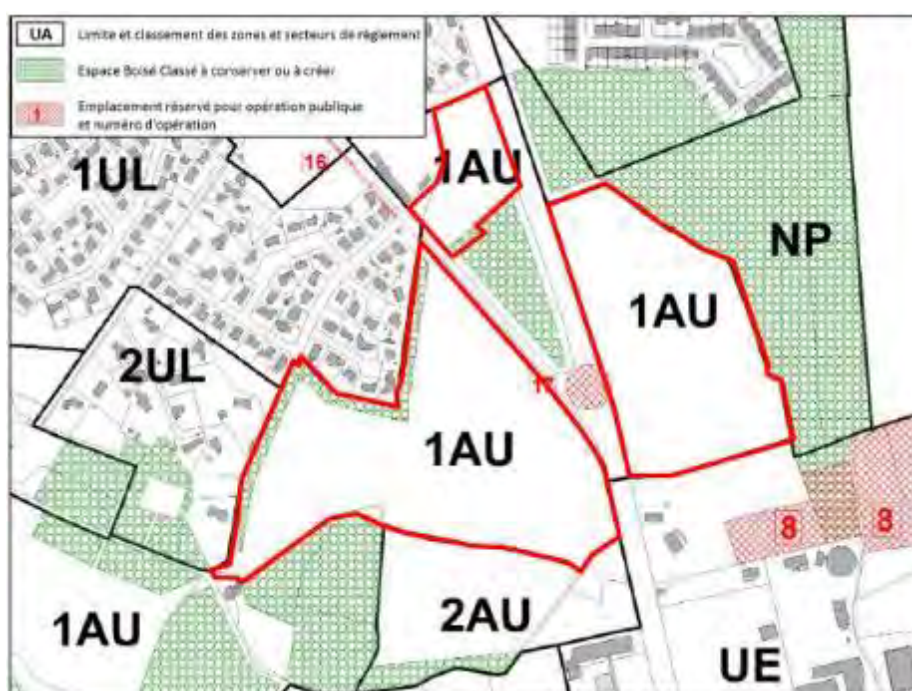 UA Limite et classement des zones et secteurs de règlement
Espace Boisé Classé à conserver ou à créer
1 Emplacement réservé pour opération publique
et numéro d'opération
1UL
16
1AU
NP
1AU
2UL
17
1AU
8
8
1AU
2AU
UE